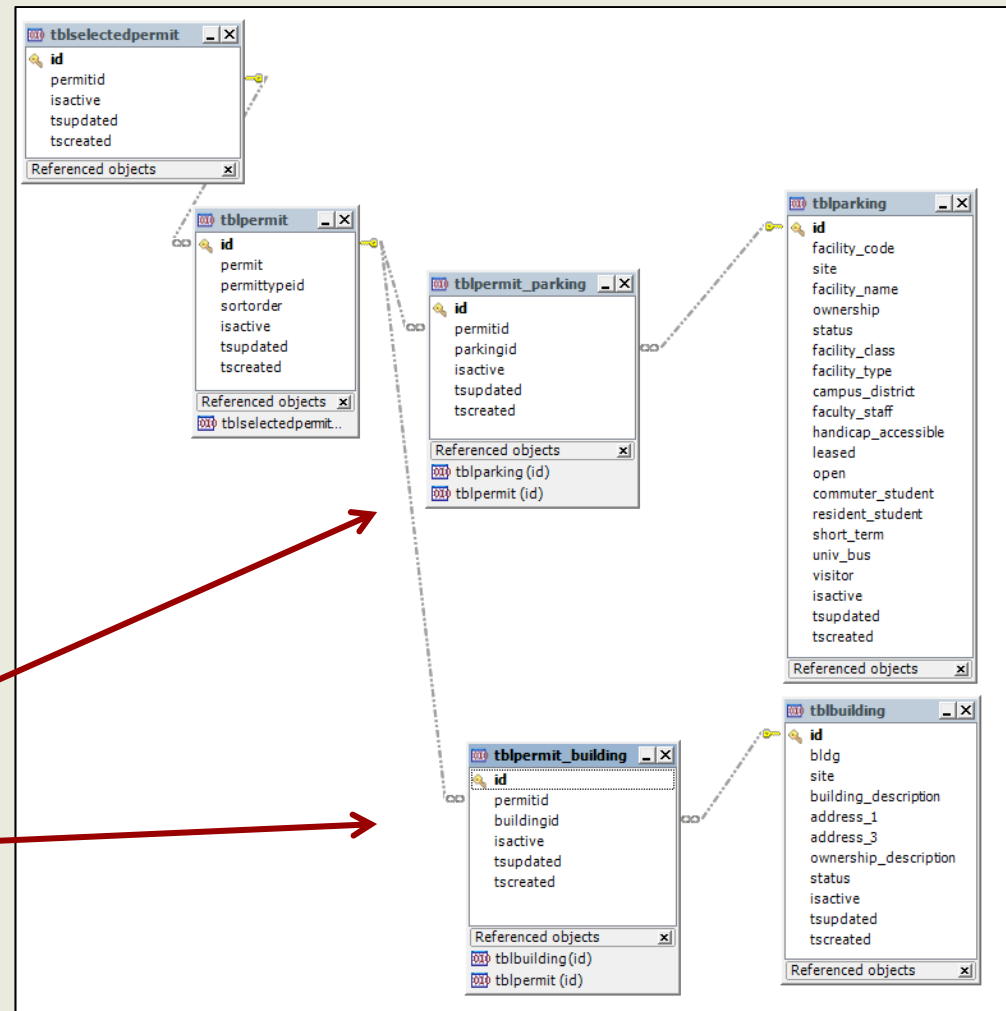 tblselectedpermit
id
permitid
isactive
tsupdated
tscreated
Referenced objects
tblpermit
id
permit
permittypeid
sortorder
isactive
tsupdated
tscreated
Referenced objects
tblselectedpermit...
tblpermit_parking
id
permitid
parkingid
isactive
tsupdated
tscreated
Referenced objects
tblparking (id)
tblpermit (id)
tblparking
id
facility_code
site
facility_name
ownership
status
facility_class
facility_type
campus_district
faculty_staff
handicap_accessible
leased
open
commuter_student
resident_student
short_term
univ_bus
visitor
isactive
tsupdated
tscreated
Referenced objects
tblpermit_building
id
permitid
buildingid
isactive
tsupdated
tscreated
Referenced objects
tblbuilding (id)
tblpermit (id)
tblbuilding
id
bldg
site
building_description
address_1
address_3
ownership_description
status
isactive
tsupdated
tscreated
Referenced objects